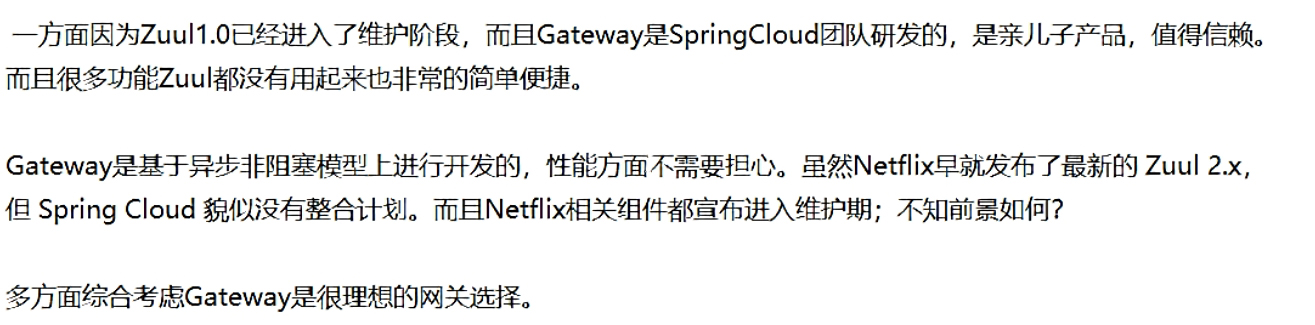 一方面因为Zuul1.0已经进入了维护阶段，而且Gateway是SpringCloud团队研发的，是亲儿子产品，值得信赖。
而且很多功能Zuul都没有用起来也非常的简单便捷。
Gateway是基于异步非阻塞模型上进行开发的，性能方面不需要担心。虽然Netflix早就发布了最新的 Zuul 2.x，
但 Spring Cloud 貌似没有整合计划。而且Netflix相关组件都宣布进入维护期；不知前景如何？
多方面综合考虑Gateway是很理想的网关选择。